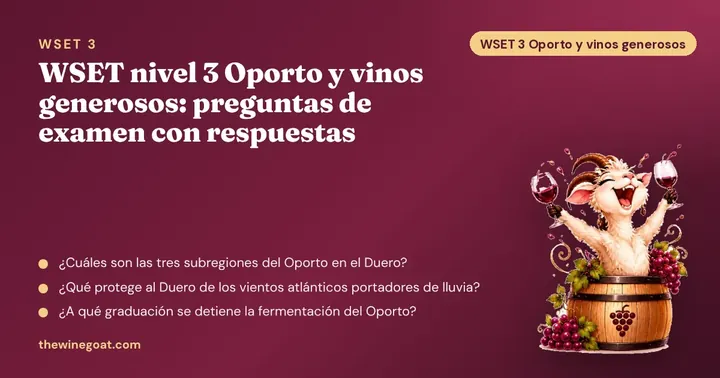 WSET 3
WSET 3 Oporto y vinos generosos
WSET nivel 3 Oporto y vinos
generosos: preguntas de
examen con respuestas
¿Cuáles son las tres subregiones del Oporto en el Duero?
¿Qué protege al Duero de los vientos atlánticos portadores de lluvia?
¿A qué graduación se detiene la fermentación del Oporto?
thewinegoat.com